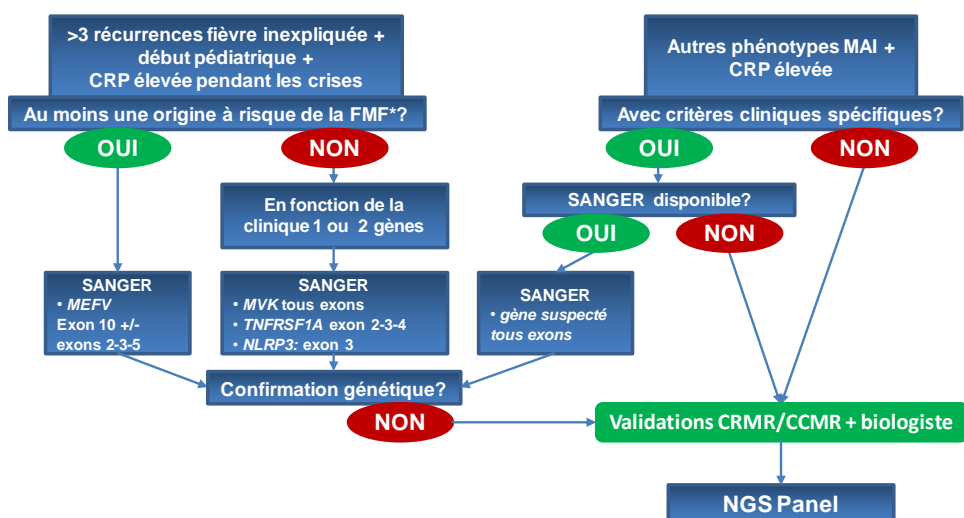 >3 récurrences fièvre inexpliquée +
début pédiatrique +
CRP élevée pendant les crises
Au moins une origine à risque de la FMF*?
OUI
NON
En fonction de la
clinique 1 ou 2 gènes
SANGER
• MEFV
Exon 10 +/-
exons 2-3-5
SANGER
• MVK tous exons
• TNFRSF1A exon 2-3-4
• NLRP3: exon 3
Autres phénotypes MAI +
CRP élevée
Avec critères cliniques spécifiques?
OUI
NON
SANGER disponible?
OUI
NON
SANGER
• gène suspecté
tous exons
Confirmation génétique?
NON
Validations CRMR/CCMR + biologiste
NGS Panel